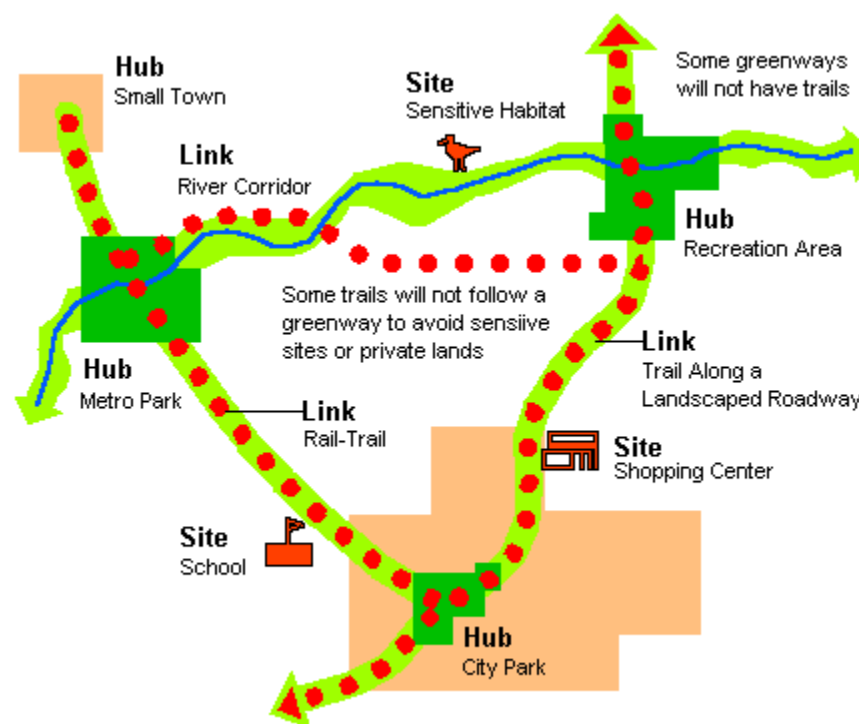 Hub
Small Town
Site
Sensitive Habitat
Some greenways
will not have trails
Link
River Corridor
Hub
Recreation Area
Some trails will not follow a
greenway to avoid sensiive
sites or private lands
Link
Trail Along a
Landscaped Roadway
Hub
Metro Park
Link
Rail-Trail
Site
Shopping Center
Site
School
Hub
City Park